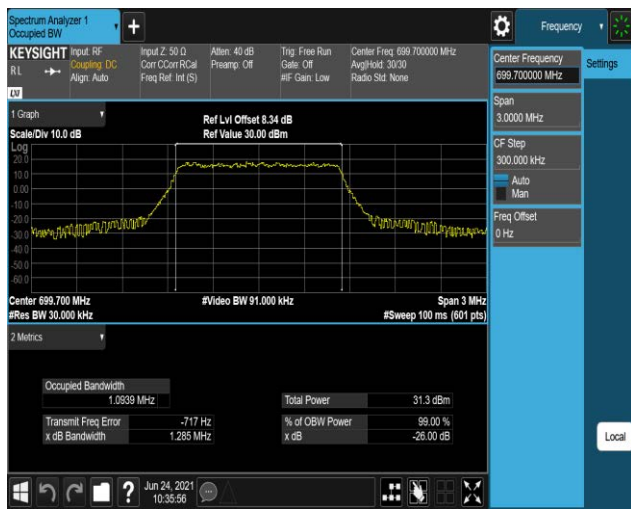 Spectrum Analyzer 1
Occupied BW
Frequency
KEYSIGHT
RL
LXI
Input: RF
Coupling: DC
Align: Auto
Input Z: 50 Ω
Corr CCorr RCal
Freq Ref: Int (S)
Atten: 40 dB
Preamp: Off
Trig: Free Run
Gate: Off
#IF Gain: Low
Center Freq: 699.700000 MHz
Avg|Hold: 30/30
Radio Std: None
Center Frequency
699.700000 MHz
Settings
Span
3.0000 MHz
CF Step
300.000 kHz
Auto
Man
Freq Offset
0 Hz
1 Graph
Scale/Div 10.0 dB
Ref Lvl Offset 8.34 dB
Ref Value 30.00 dBm
Log
20.0
10.0
0.00
-10.0
-20.0
-30.0
-40.0
-50.0
-60.0
Center 699.700 MHz
#Res BW 30.000 kHz
#Video BW 91.000 kHz
Span 3 MHz
#Sweep 100 ms (601 pts)
2 Metrics
Occupied Bandwidth
1.0939 MHz
Total Power 31.3 dBm
Transmit Freq Error -717 Hz
% of OBW Power 99.00 %
x dB Bandwidth 1.285 MHz
x dB -26.00 dB
Local
?
Jun 24, 2021
10:35:56